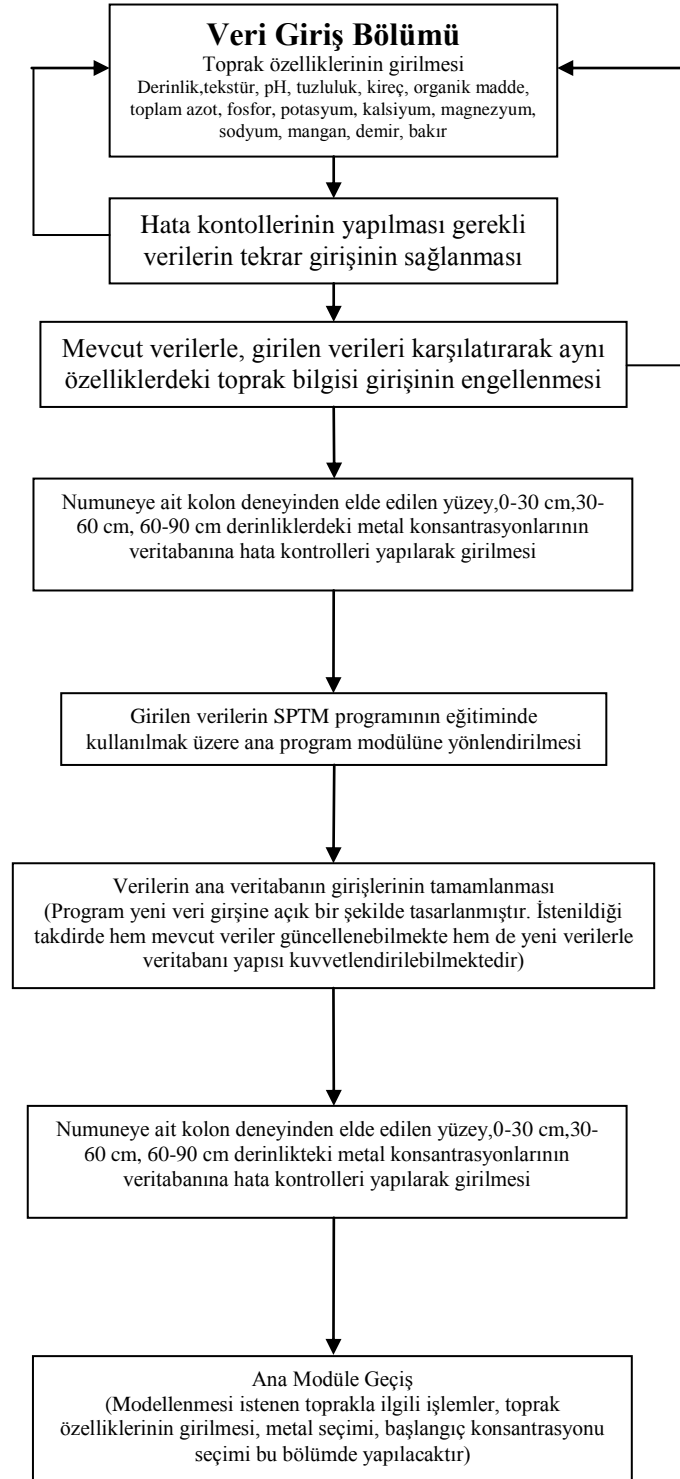 Veri Giriş Bölümü
Toprak özelliklerinin girilmesi
Derinlik,tekstür, pH, tuzluluk, kireç, organik madde,
toplam azot, fosfor, potasyum, kalsiyum, magnezyum,
sodyum, mangan, demir, bakır
Hata kontollerinin yapılması gerekli
verilerin tekrar girişinin sağlanması
Mevcut verilerle, girilen verileri karşılatırarak aynı
özelliklerdeki toprak bilgisi girişinin engellenmesi
Numuneye ait kolon deneyinden elde edilen yüzey,0-30 cm,30-
60 cm, 60-90 cm derinliklerdeki metal konsantrasyonlarının
veritabanına hata kontrolleri yapılarak girilmesi
Girilen verilerin SPTM programının eğitiminde
kullanılmak üzere ana program modülüne yönlendirilmesi
Verilerin ana veritabanın girişlerinin tamamlanması
(Program yeni veri girşine açık bir şekilde tasarlanmıştır. İstenildiği
takdirde hem mevcut veriler güncellenebilmekte hem de yeni verilerle
veritabanı yapısı kuvvetlendirilebilmektedir)
Numuneye ait kolon deneyinden elde edilen yüzey,0-30 cm,30-
60 cm, 60-90 cm derinlikteki metal konsantrasyonlarının
veritabanına hata kontrolleri yapılarak girilmesi
Ana Modüle Geçiş
(Modellenmesi istenen toprakla ilgili işlemler, toprak
özelliklerinin girilmesi, metal seçimi, başlangıç konsantrasyonu
seçimi bu bölümde yapılacaktır)